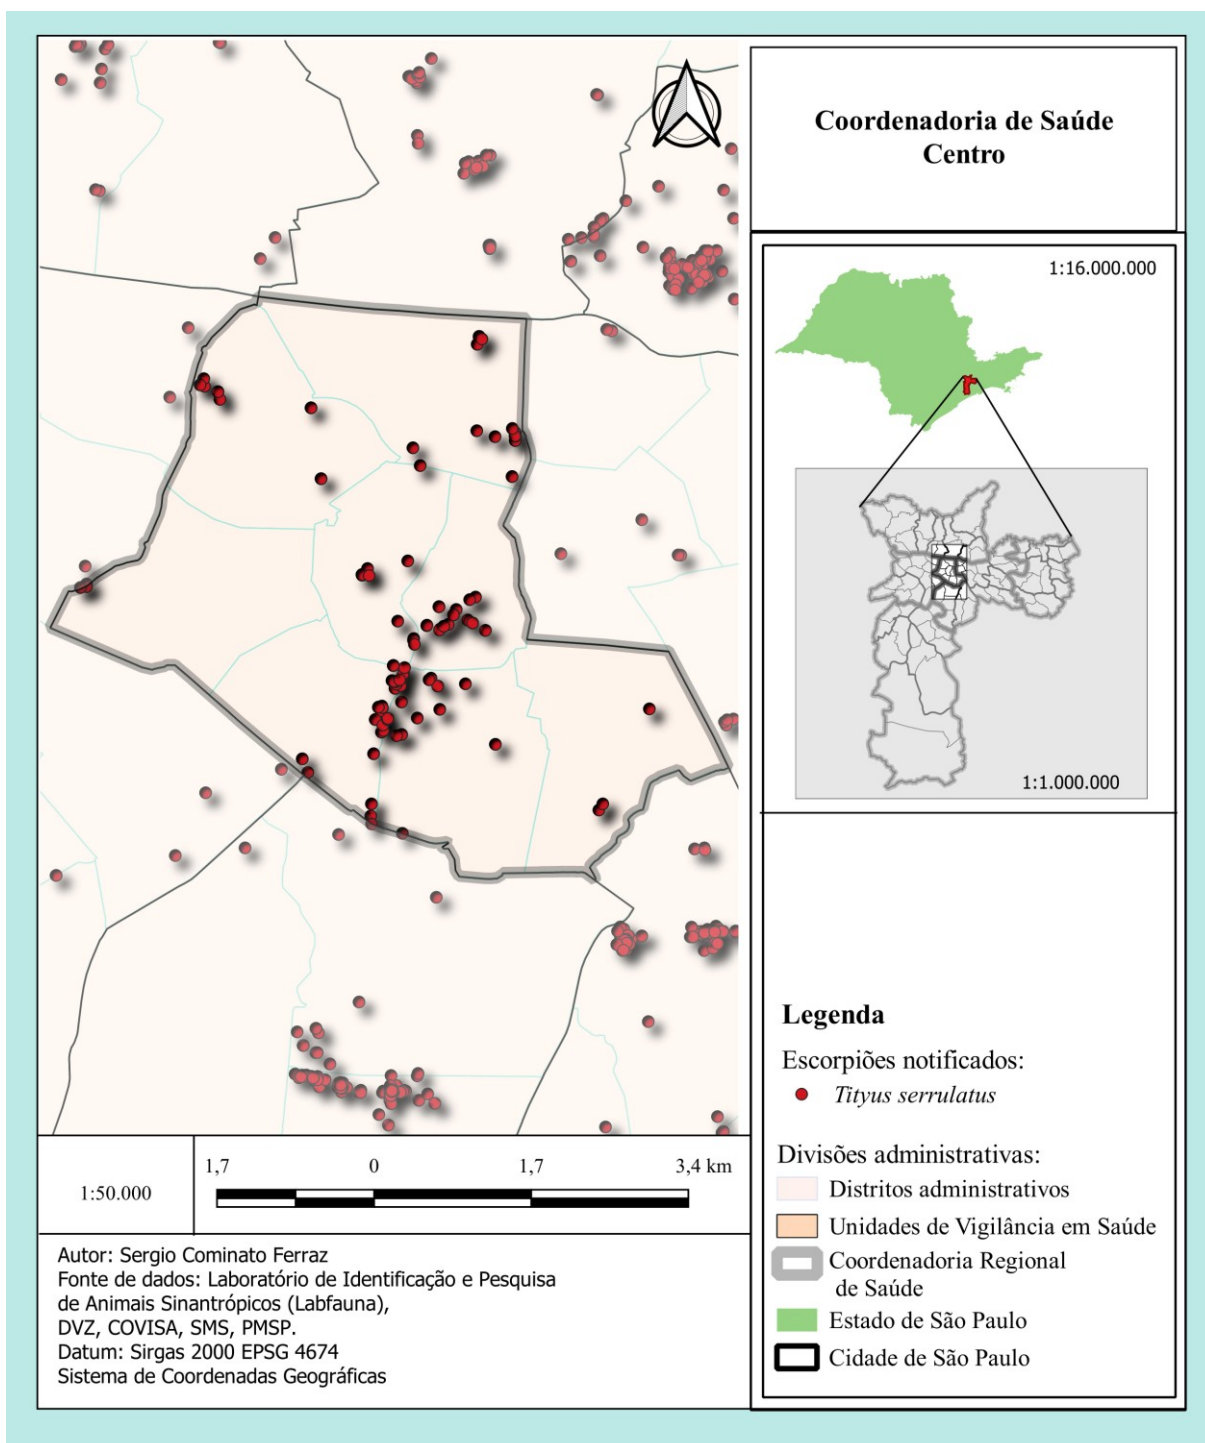 Coordenadoria de Saúde
Centro
1:16.000.000
1:1.000.000
Legenda
Escorpiões notificados:
Tityus serrulatus
Divisões administrativas:
Distritos administrativos
Unidades de Vigilância em Saúde
Coordenadoria Regional
de Saúde
Estado de São Paulo
Cidade de São Paulo
1:50.000
1,7 0 1,7 3,4 km
Autor: Sergio Cominato Ferraz
Fonte de dados: Laboratório de Identificação e Pesquisa
de Animais Sinantrópicos (Labfauna),
DVZ, COVISA, SMS, PMSP.
Datum: Sirgas 2000 EPSG 4674
Sistema de Coordenadas Geográficas